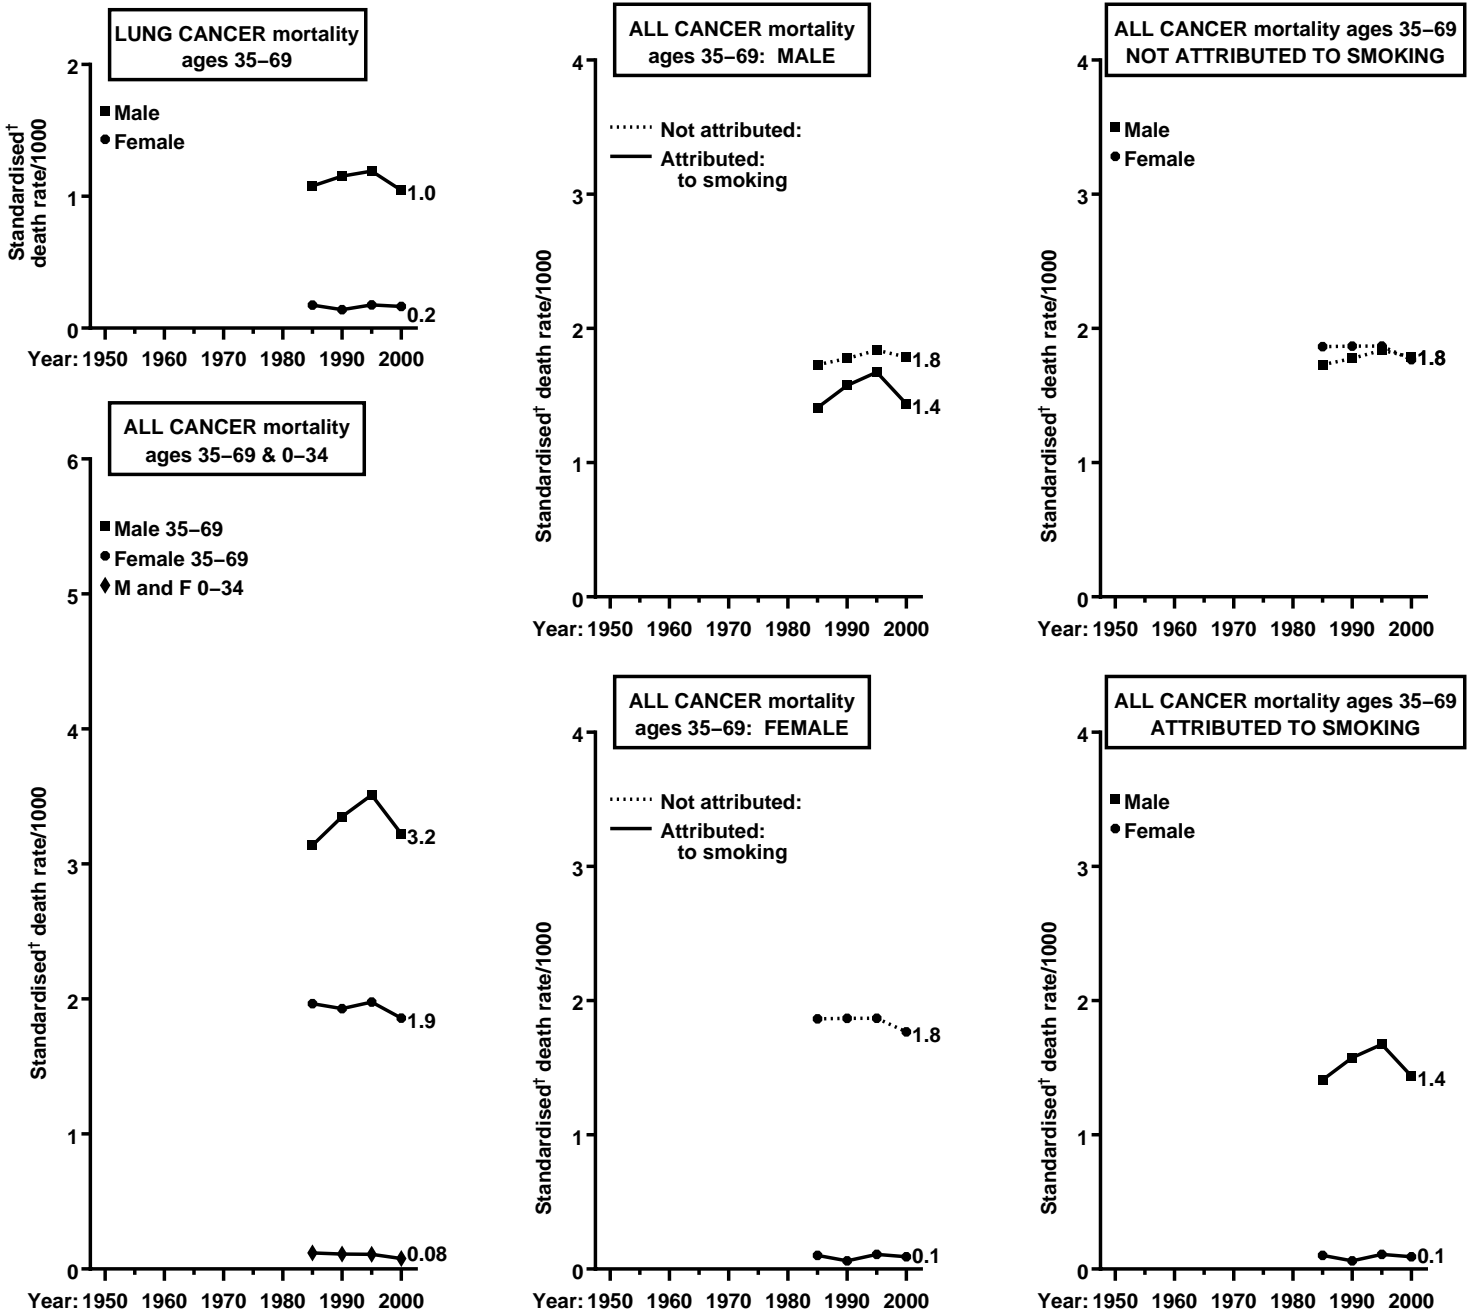 LUNG CANCER mortality
ages 35–69
2
1
0
Standardised†
death rate/1000
Male
Female
1.0
0.2
Year: 1950 1960 1970 1980 1990 2000
ALL CANCER mortality
ages 35–69 & 0–34
6
5
4
3
2
1
0
Standardised† death rate/1000
Male 35–69
Female 35–69
M and F 0–34
3.2
1.9
0.08
Year: 1950 1960 1970 1980 1990 2000
ALL CANCER mortality
ages 35–69: MALE
4
3
2
1
0
Standardised† death rate/1000
Not attributed:
Attributed:
to smoking
1.8
1.4
Year: 1950 1960 1970 1980 1990 2000
ALL CANCER mortality
ages 35–69: FEMALE
4
3
2
1
0
Standardised† death rate/1000
Not attributed:
Attributed:
to smoking
1.8
0.1
Year: 1950 1960 1970 1980 1990 2000
ALL CANCER mortality ages 35–69
NOT ATTRIBUTED TO SMOKING
4
3
2
1
0
Standardised† death rate/1000
Male
Female
1.8
Year: 1950 1960 1970 1980 1990 2000
ALL CANCER mortality ages 35–69
ATTRIBUTED TO SMOKING
4
3
2
1
0
Standardised† death rate/1000
Male
Female
1.4
0.1
Year: 1950 1960 1970 1980 1990 2000